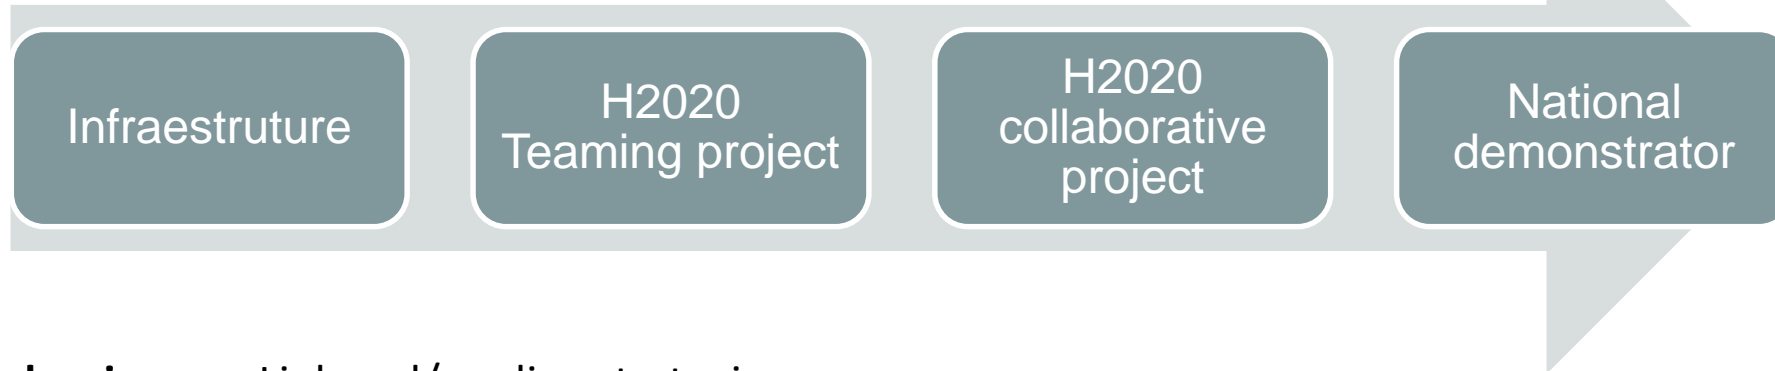 Infraestruture
H2020
Teaming project
H2020
collaborative
project
National
demonstrator